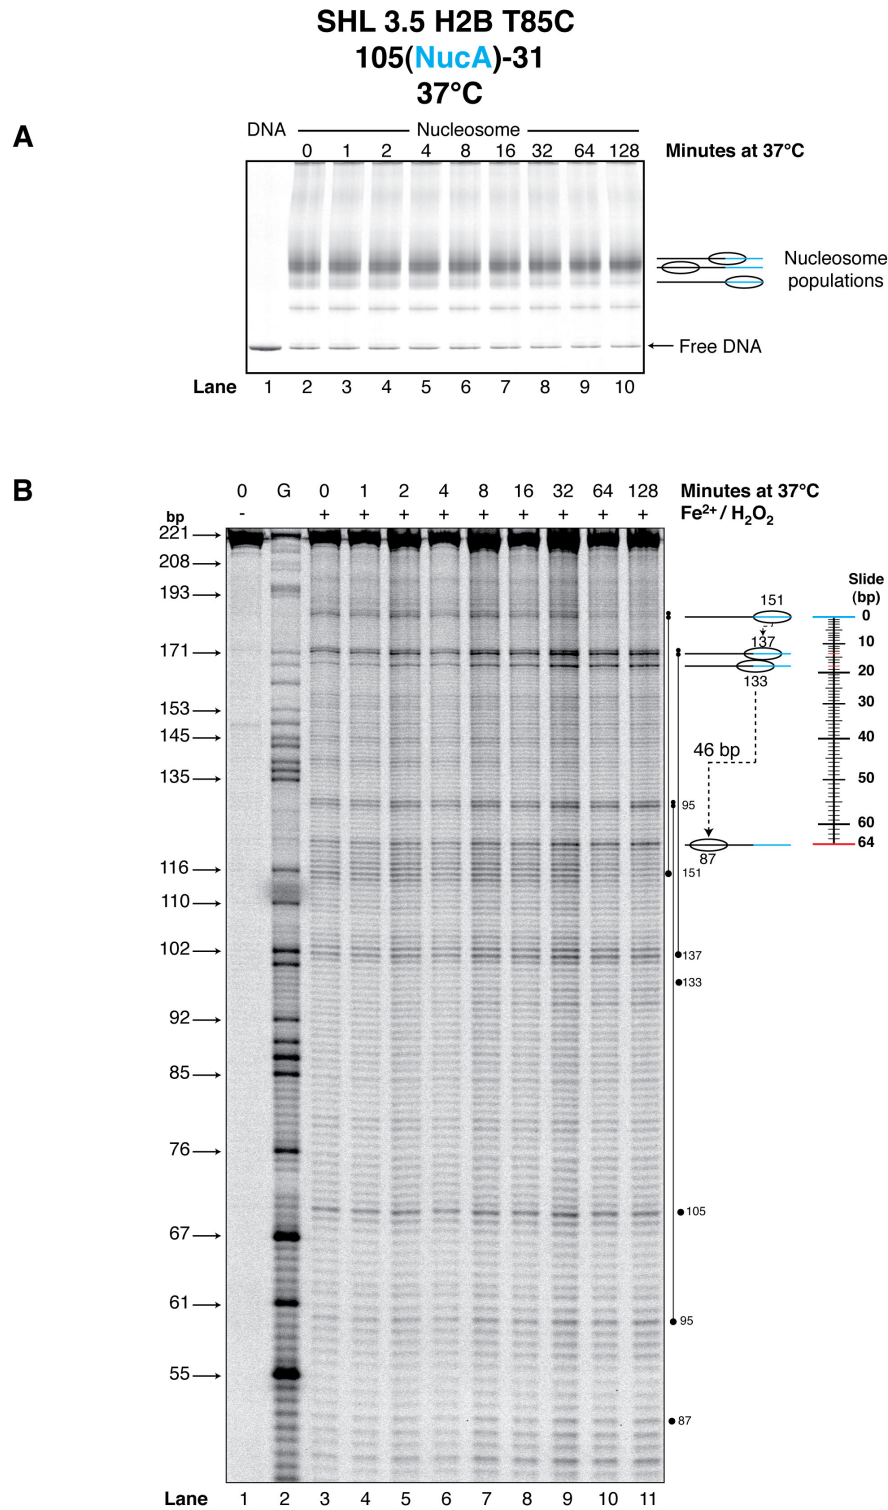 SHL 3.5 H2B T85C
105(NucA)-31
37°C
A
DNA Nucleosome
0 1 2 4 8 16 32 64 128 Minutes at 37°C
Nucleosome
populations
Free DNA
Lane 1 2 3 4 5 6 7 8 9 10
B
0 G 0 1 2 4 8 16 32 64 128 Minutes at 37°C
- + + + + + + + + + Fe²⁺ / H₂O₂
bp
221
208
193
171
153
145
135
116
110
102
92
85
76
67
61
55
95
151
137
133
105
95
87
151
137
133
46 bp
87
Slide
(bp)
0
10
20
30
40
50
60
64
Lane 1 2 3 4 5 6 7 8 9 10 11